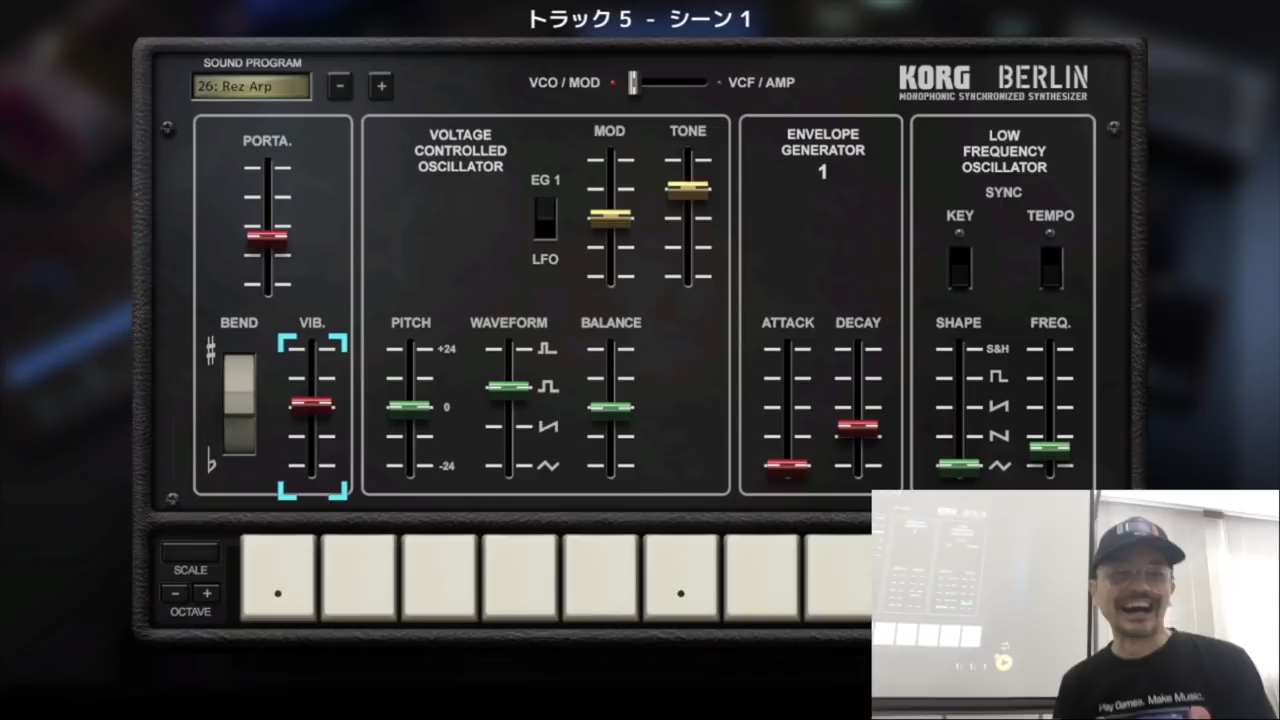 トラック 5 - シーン 1
SOUND PROGRAM
26: Rez Arp
- +
VCO / MOD
VCF / AMP
KORG BERLIN
MONOPHONIC SYNCHRONIZED SYNTHESIZER
PORTA.
BEND
VIB.
VOLTAGE
CONTROLLED
OSCILLATOR
MOD
TONE
EG 1
LFO
PITCH
WAVEFORM
BALANCE
+24
0
-24
ENVELOPE
GENERATOR
1
ATTACK
DECAY
LOW
FREQUENCY
OSCILLATOR
SYNC
KEY
TEMPO
SHAPE
FREQ.
S&H
SCALE
- +
OCTAVE
Play Games. Make Music.